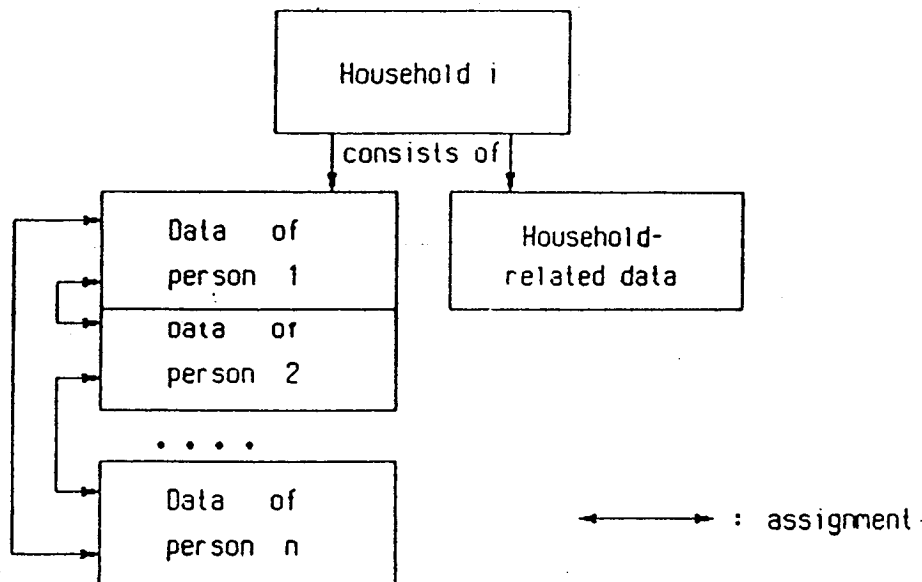 Household i
consists of
Data of
person 1
Household-
related data
Data of
person 2
. . . .
Data of
person n
: assignment